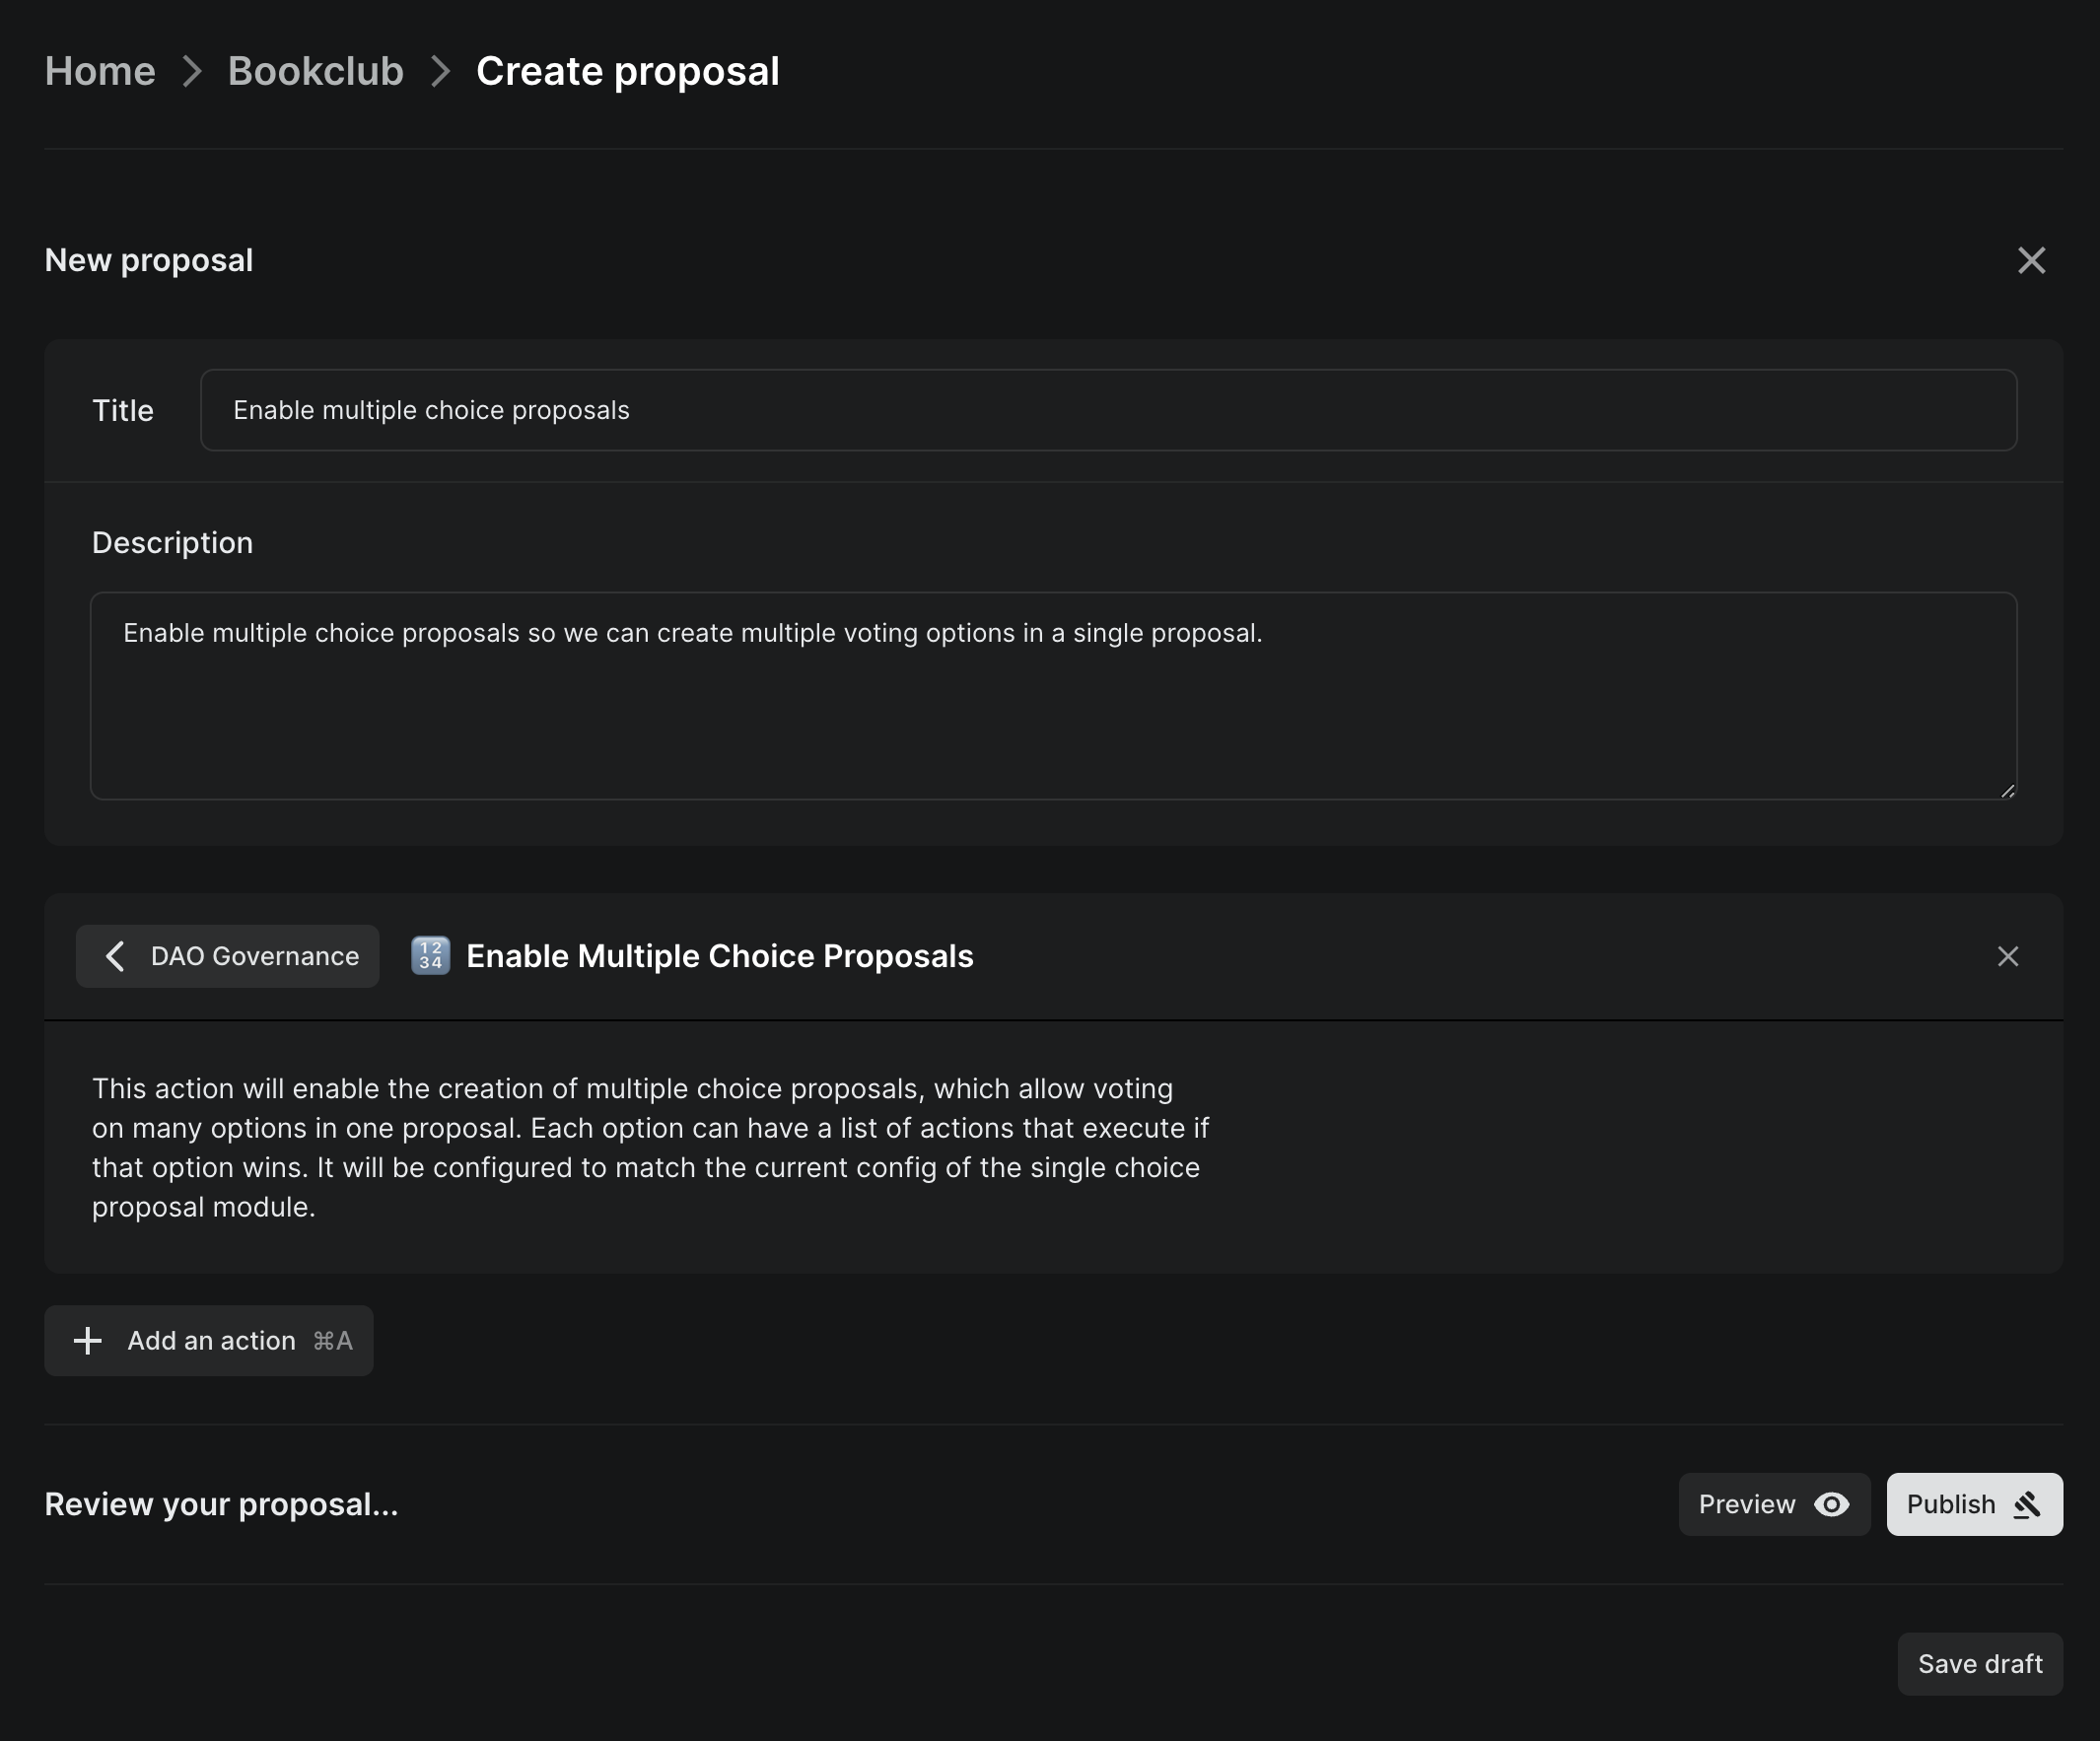 Home > Bookclub > Create proposal
New proposal
Title
Enable multiple choice proposals
Description
Enable multiple choice proposals so we can create multiple voting options in a single proposal.
DAO Governance 🔢 Enable Multiple Choice Proposals
This action will enable the creation of multiple choice proposals, which allow voting
on many options in one proposal. Each option can have a list of actions that execute if
that option wins. It will be configured to match the current config of the single choice
proposal module.
Add an action ⌘A
Review your proposal...
Preview
Publish
Save draft